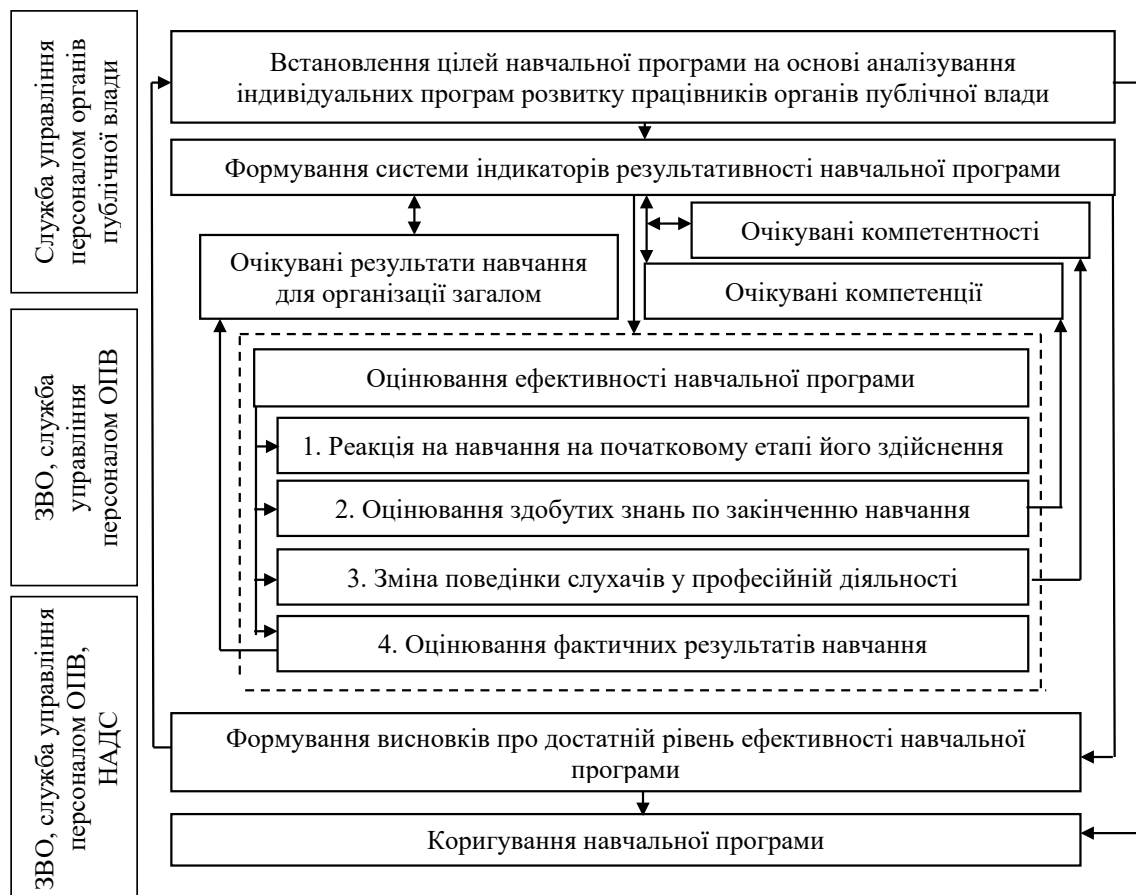 Служба управління
персоналом органів
публічної влади
Встановлення цілей навчальної програми на основі аналізування
індивідуальних програм розвитку працівників органів публічної влади
Формування системи індикаторів результативності навчальної програми
Очікувані результати навчання
для організації загалом
Очікувані компетентності
Очікувані компетенції
ЗВО, служба
управління
персоналом ОПВ
Оцінювання ефективності навчальної програми
1. Реакція на навчання на початковому етапі його здійснення
2. Оцінювання здобутих знань по закінченню навчання
3. Зміна поведінки слухачів у професійній діяльності
4. Оцінювання фактичних результатів навчання
ЗВО, служба управління
персоналом ОПВ,
НАДС
Формування висновків про достатній рівень ефективності навчальної
програми
Коригування навчальної програми